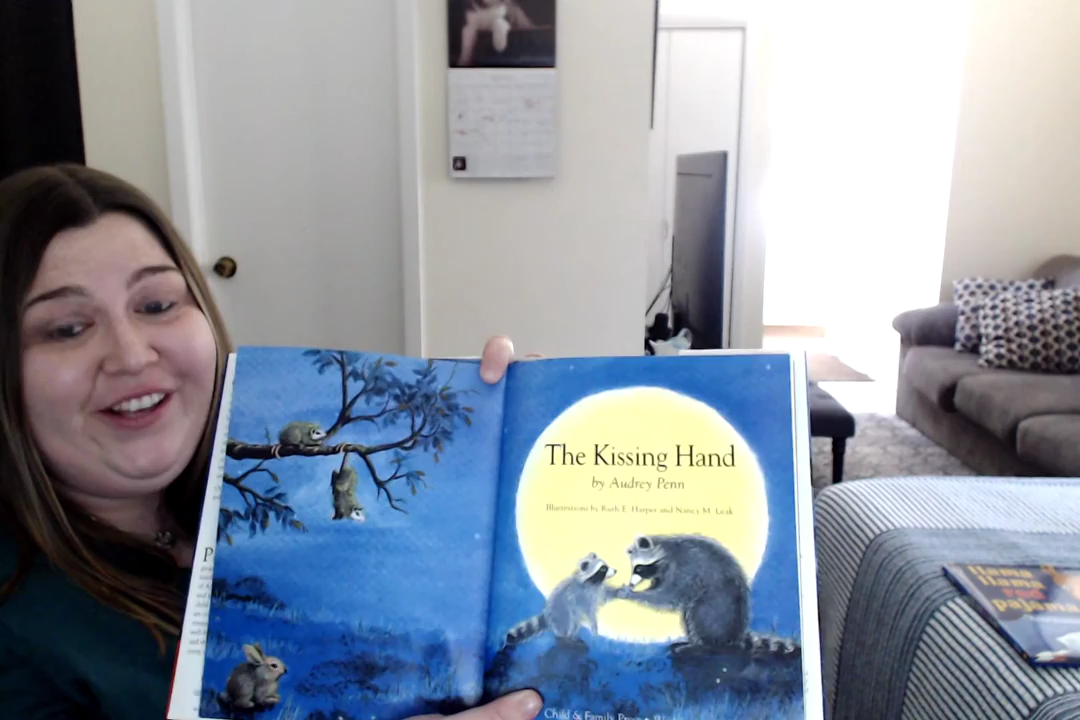 The Kissing Hand
by Audrey Penn
Illustrations by Ruth E. Harper and Nancy M. Leak
Child & Family Press
llama
llama
red
pajama